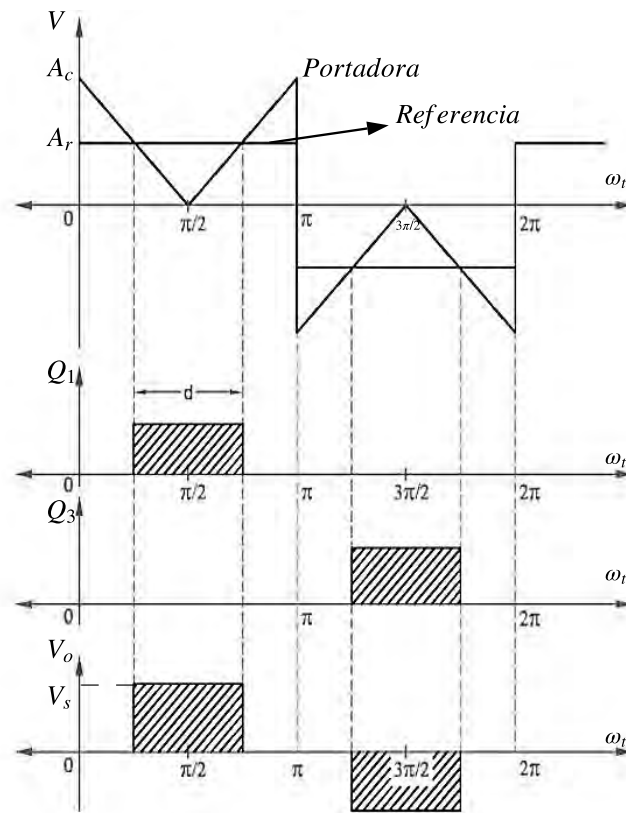 V
A_c
Portadora
A_r
Referencia
ω_t
0 π/2 π 3π/2 2π
Q_1
d
ω_t
0 π/2 π 3π/2 2π
Q_3
ω_t
0 π 2π
V_o
V_s
ω_t
0 π/2 π 3π/2 2π